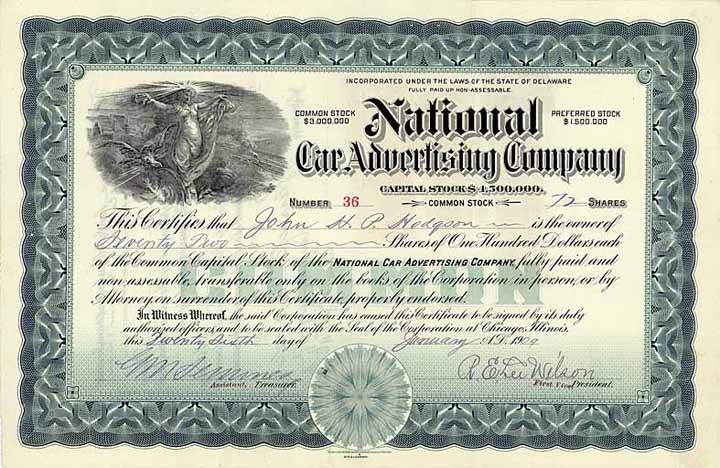 INCORPORATED UNDER THE LAWS OF THE STATE OF DELAWARE
FULLY PAID UP NON-ASSESSABLE.
COMMON STOCK
$3,000,000
PREFERRED STOCK
$1,500,000
National
Car Advertising Company
CAPITAL STOCK $4,500,000.
NUMBER 36 COMMON STOCK 72 SHARES
This Certifies that John H. P. Hodgson is the owner of
Seventy Two Shares of One Hundred Dollars each
of the Common Capital Stock of the NATIONAL CAR ADVERTISING COMPANY, fully paid and
non-assessable, transferable only on the books of the Corporation in person or by
Attorney on surrender of this Certificate properly endorsed.
COMMON
In Witness Whereof, the said Corporation has caused this Certificate to be signed by its duly
authorized officers, and to be sealed with the Seal of the Corporation at Chicago, Illinois.
this Twenty Sixth day of January A.D. 1909
R. E. Lee Wilson
Assistant, Treasurer.
First Vice President.